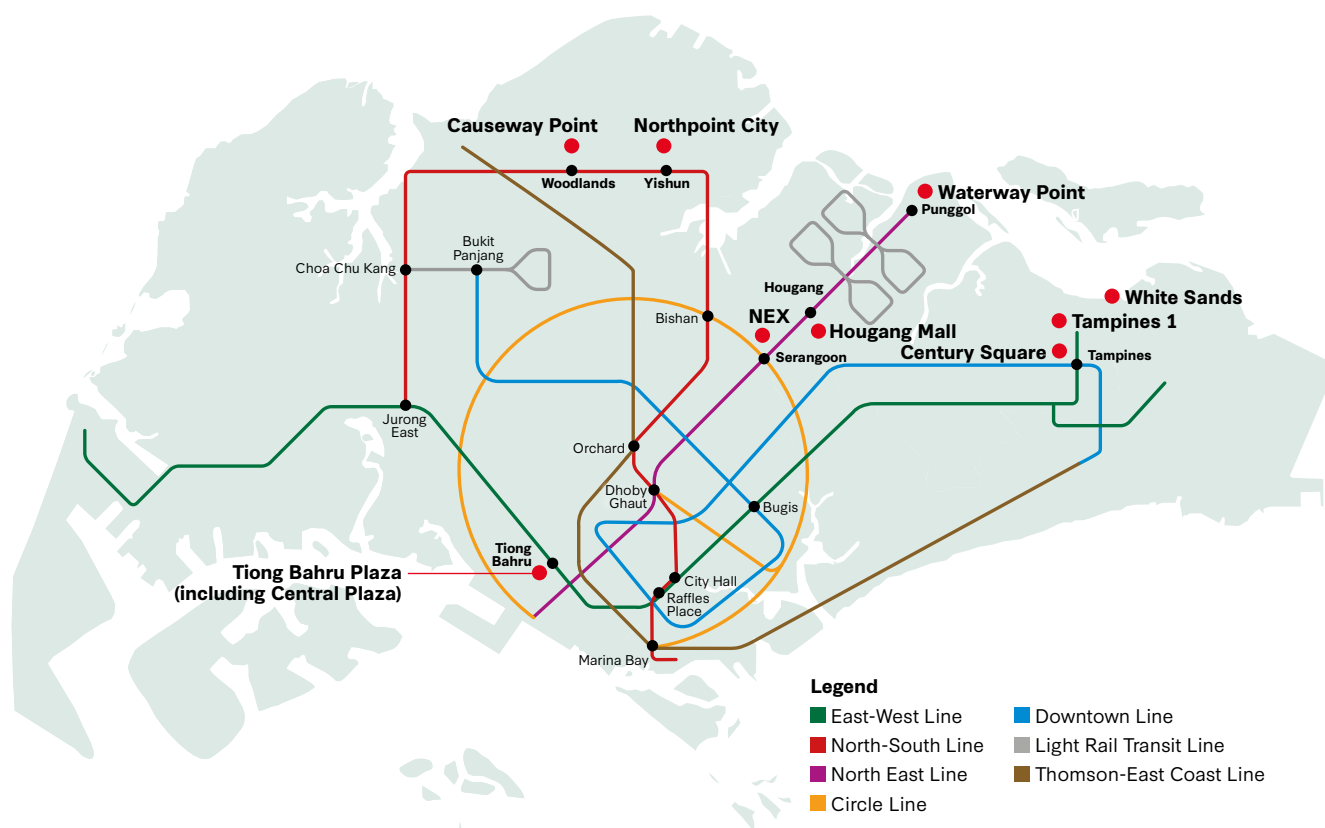 Causeway Point
Northpoint City
Woodlands
Yishun
Waterway Point
Punggol
Bukit
Panjang
Choa Chu Kang
Hougang
White Sands
NEX
Bishan
Tampines 1
Hougang Mall
Century Square
Serangoon
Tampines
Jurong
East
Orchard
Dhoby
Ghaut
Bugis
Tiong
Bahru
Tiong Bahru Plaza
(including Central Plaza)
City Hall
Raffles
Place
Marina Bay
Legend
East-West Line
North-South Line
North East Line
Circle Line
Downtown Line
Light Rail Transit Line
Thomson-East Coast Line